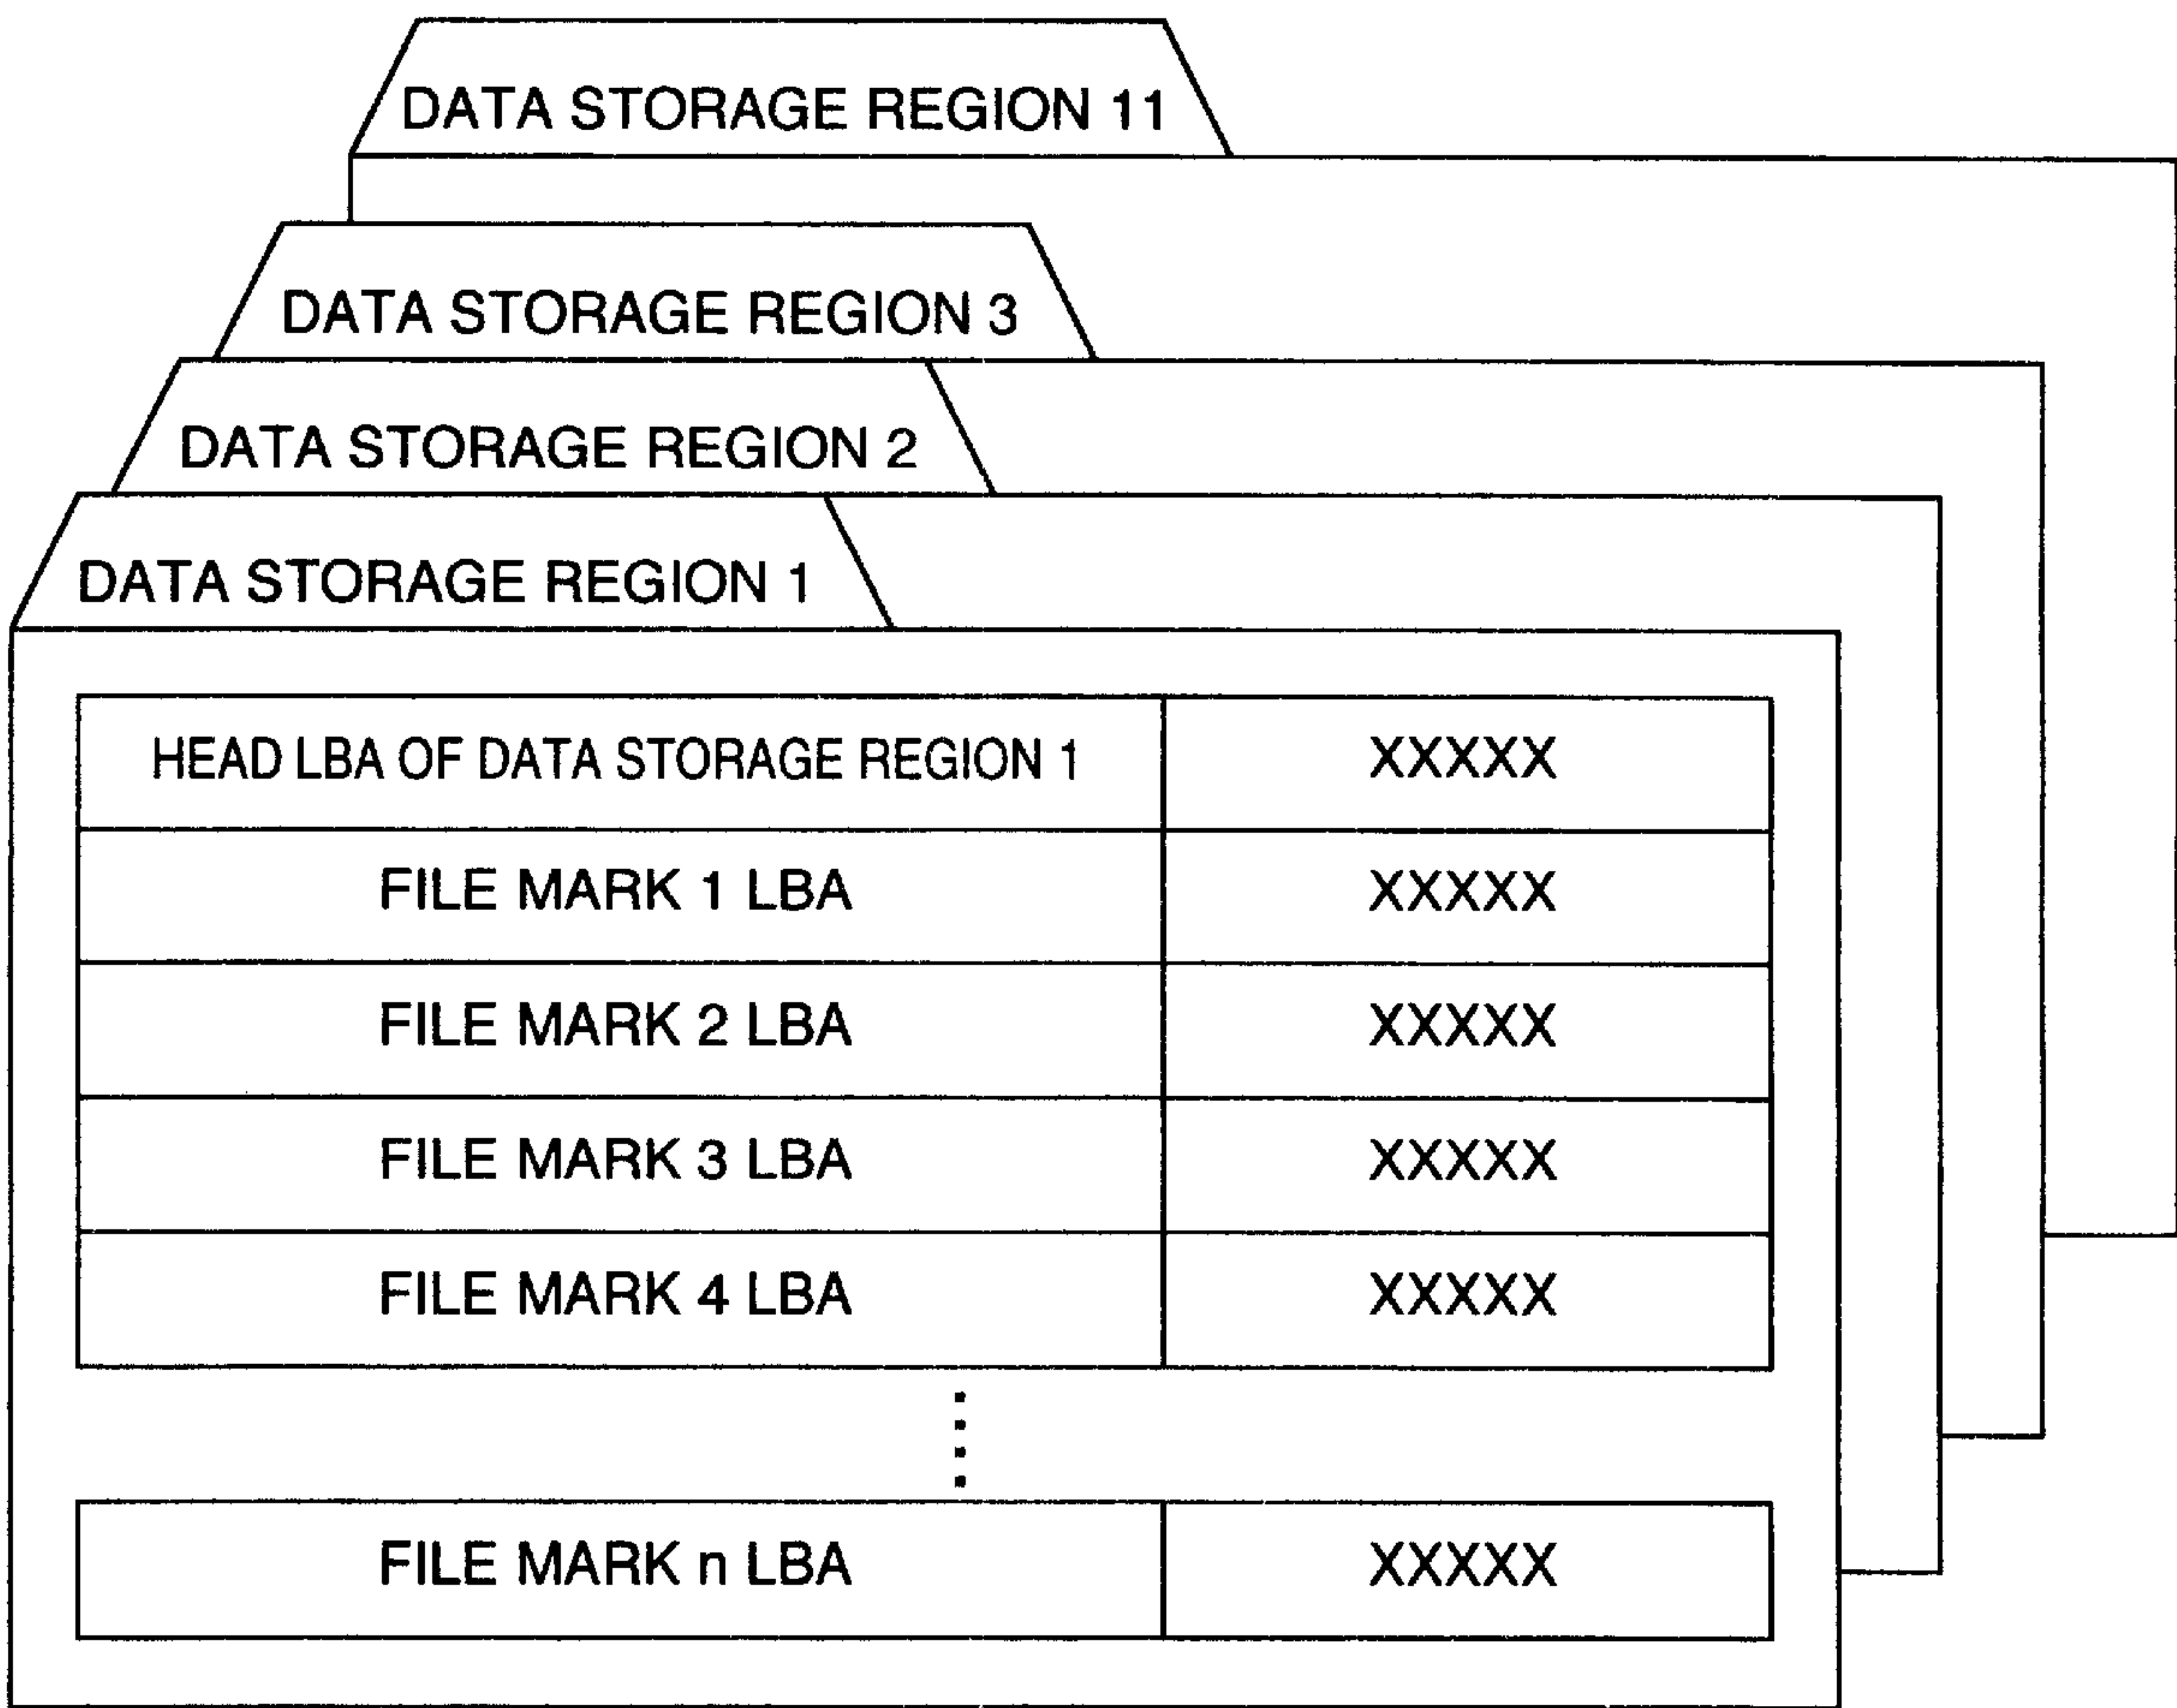 DATA STORAGE REGION 11
DATA STORAGE REGION 3
DATA STORAGE REGION 2
DATA STORAGE REGION 1
HEAD LBA OF DATA STORAGE REGION 1 XXXXX
FILE MARK 1 LBA XXXXX
FILE MARK 2 LBA XXXXX
FILE MARK 3 LBA XXXXX
FILE MARK 4 LBA XXXXX
FILE MARK n LBA XXXXX